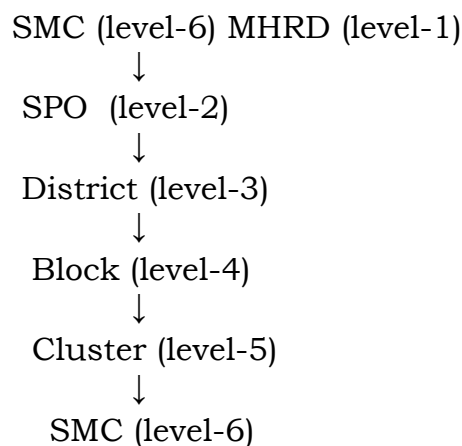 SMC (level-6) MHRD (level-1)
↓
SPO (level-2)
↓
District (level-3)
↓
Block (level-4)
↓
Cluster (level-5)
↓
SMC (level-6)